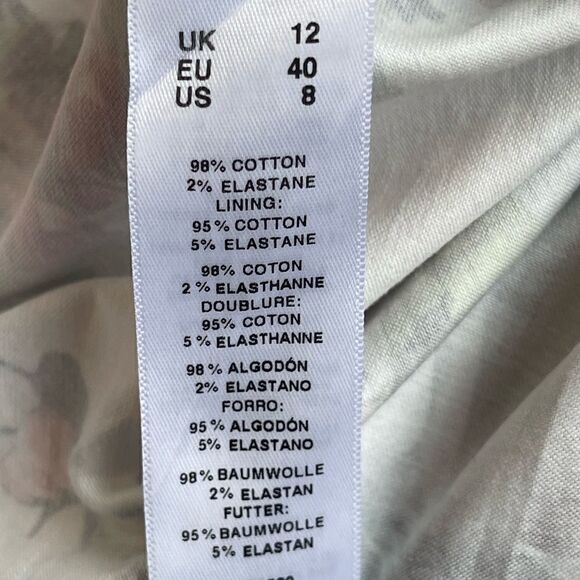 UK 12
EU 40
US 8
98% COTTON
2% ELASTANE
LINING:
95% COTTON
5% ELASTANE
98% COTON
2% ELASTHANNE
DOUBLURE:
95% COTON
5% ELASTHANNE
98% ALGODÓN
2% ELASTANO
FORRO:
95% ALGODÓN
5% ELASTANO
98% BAUMWOLLE
2% ELASTAN
FUTTER:
95% BAUMWOLLE
5% ELASTAN